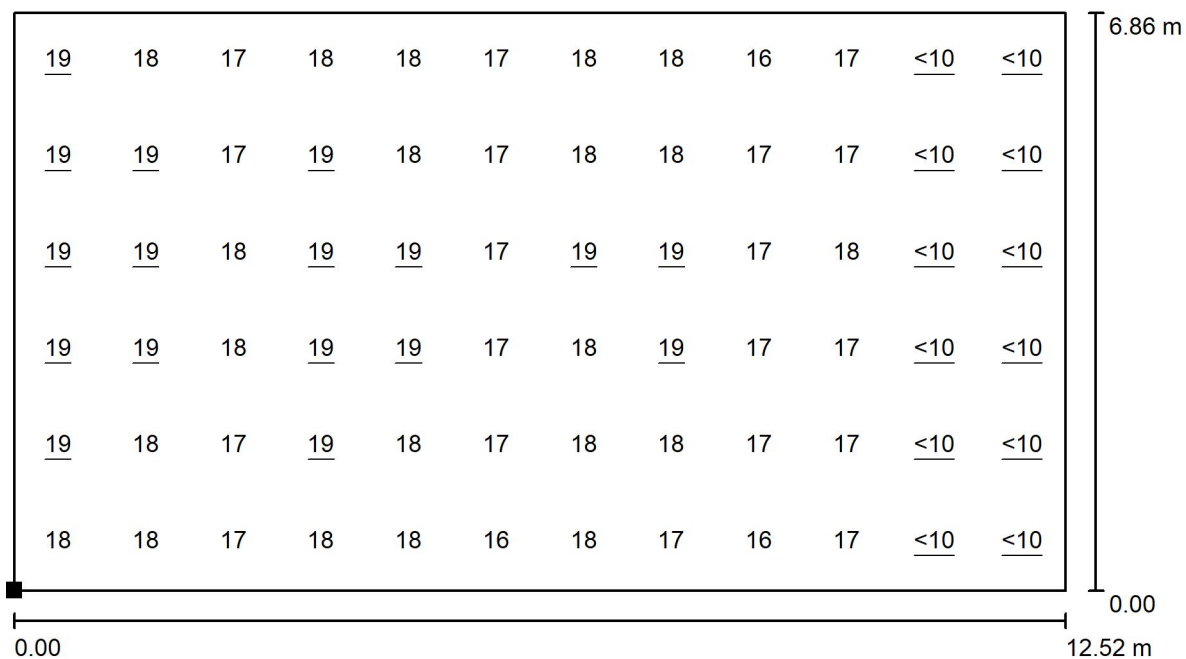 6.86 m
19 18 17 18 18 17 18 18 16 17 <10 <10
19 19 17 19 18 17 18 18 17 17 <10 <10
19 19 18 19 19 17 19 19 17 18 <10 <10
19 19 18 19 19 17 18 19 17 17 <10 <10
19 18 17 19 18 17 18 18 17 17 <10 <10
18 18 17 18 18 16 18 17 16 17 <10 <10
0.00
0.00 12.52 m